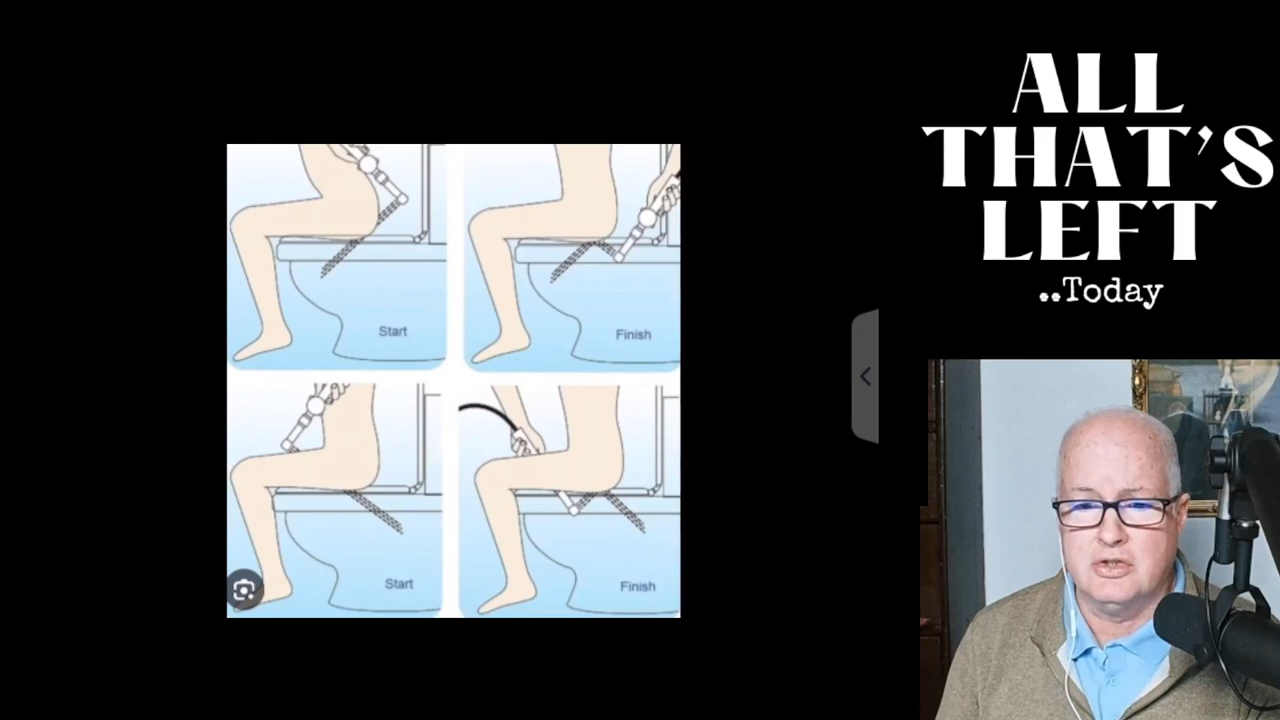 ALL
THAT'S
LEFT
..Today
Start
Finish
Start
Finish